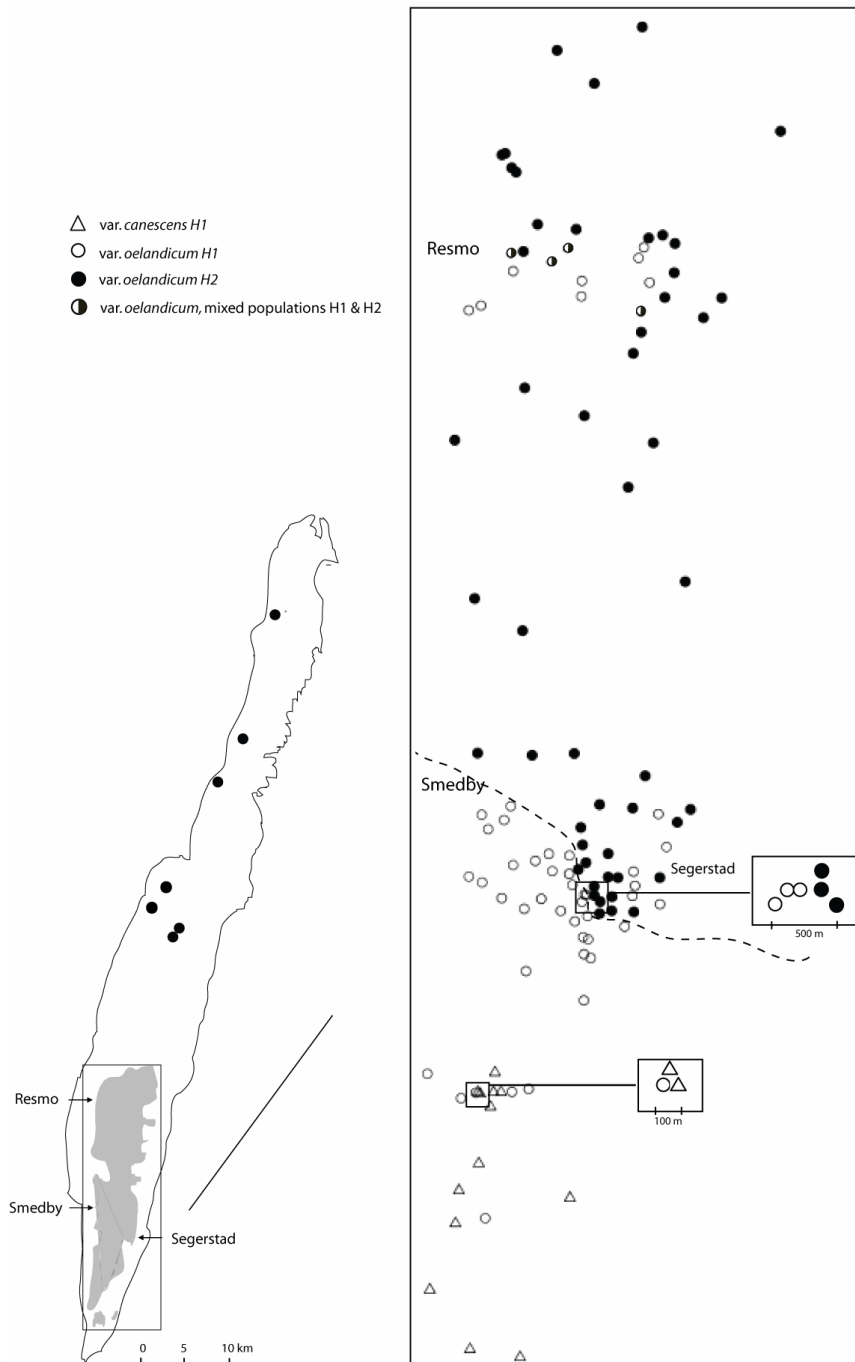 var. canescens H1
var. oelandicum H1
var. oelandicum H2
var. oelandicum, mixed populations H1 & H2
Resmo
Smedby
Segerstad
500 m
100 m
Resmo
Smedby
Segerstad
0 5 10 km